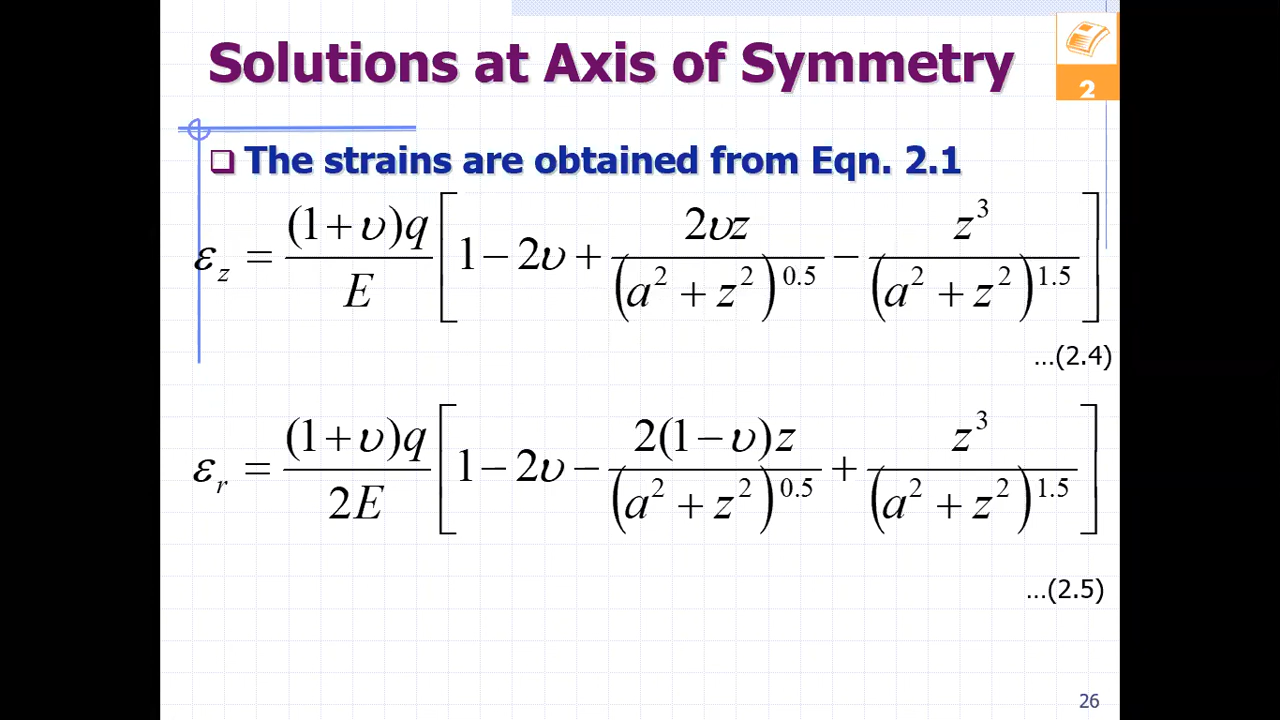 Solutions at Axis of Symmetry
2
The strains are obtained from Eqn. 2.1
ε_z = (1+υ)q / E [1 − 2υ + 2υz / (a^2 + z^2)^0.5 − z^3 / (a^2 + z^2)^1.5]
...(2.4)
ε_r = (1+υ)q / 2E [1 − 2υ − 2(1−υ)z / (a^2 + z^2)^0.5 + z^3 / (a^2 + z^2)^1.5]
...(2.5)
26